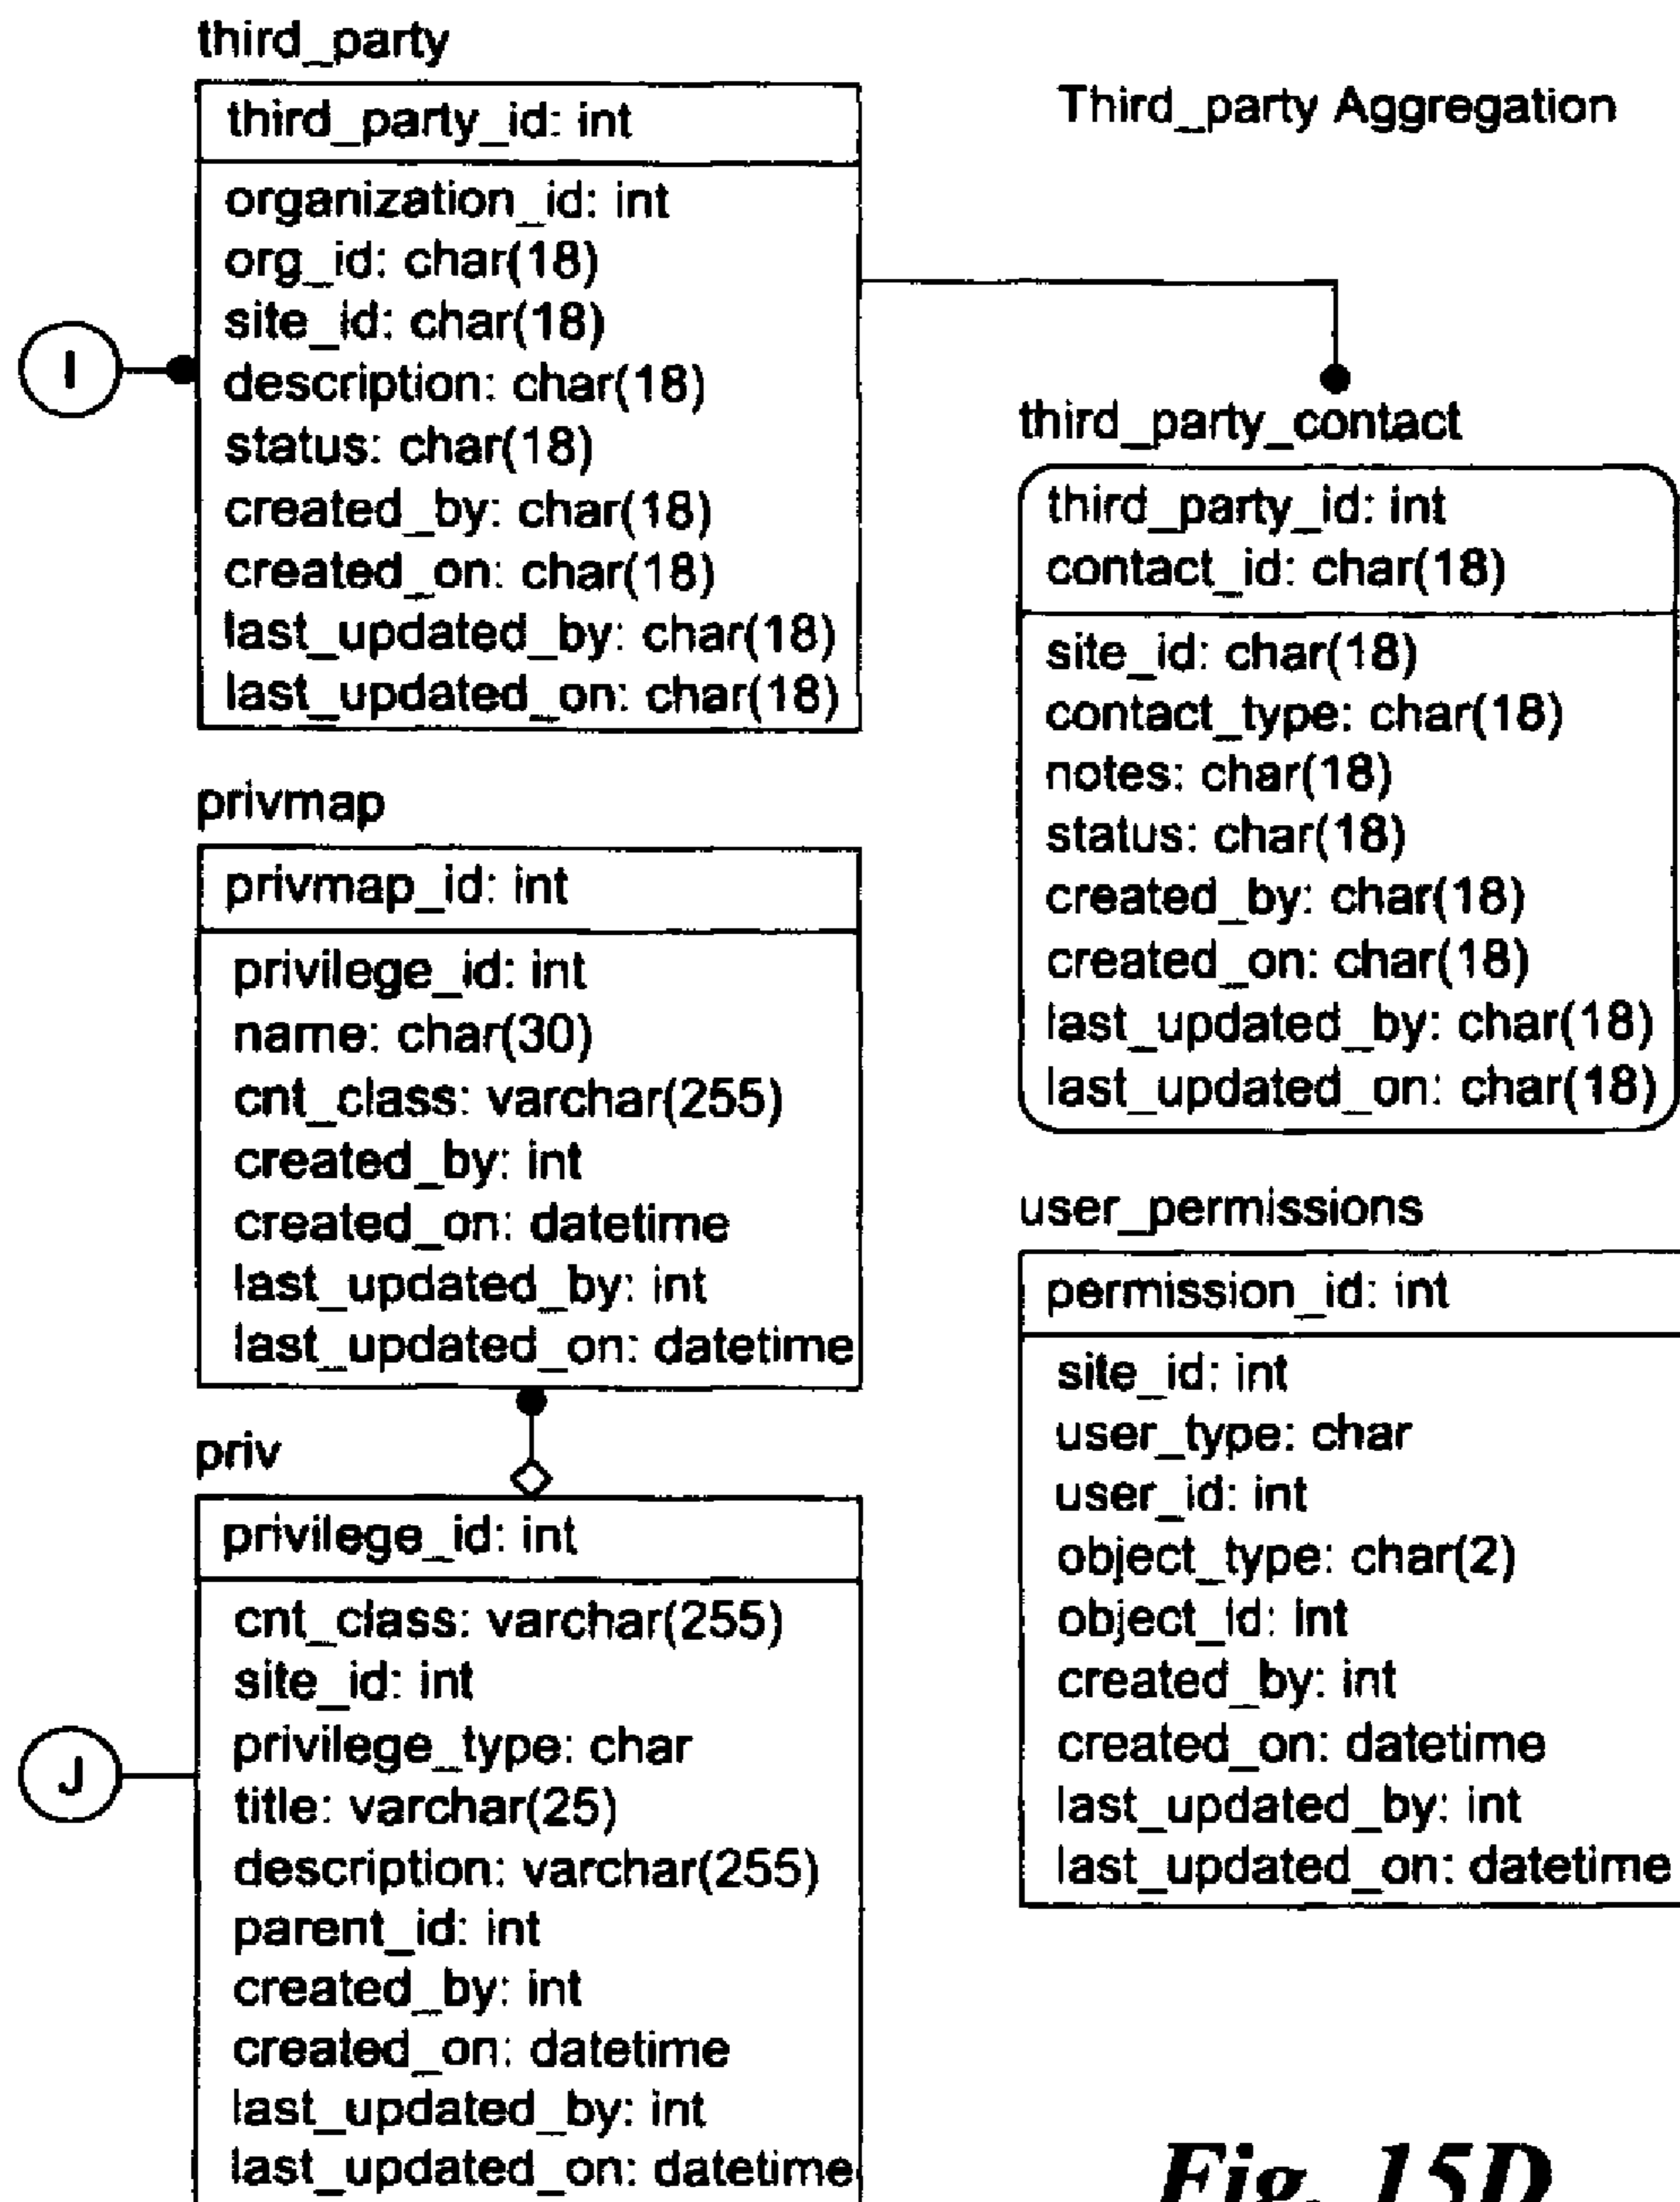 third_party
third_party_id: int
organization_id: int
org_id: char(18)
site_id: char(18)
description: char(18)
status: char(18)
created_by: char(18)
created_on: char(18)
last_updated_by: char(18)
last_updated_on: char(18)
I
Third_party Aggregation
third_party_contact
third_party_id: int
contact_id: char(18)
site_id: char(18)
contact_type: char(18)
notes: char(18)
status: char(18)
created_by: char(18)
created_on: char(18)
last_updated_by: char(18)
last_updated_on: char(18)
privmap
privmap_id: int
privilege_id: int
name: char(30)
cnt_class: varchar(255)
created_by: int
created_on: datetime
last_updated_by: int
last_updated_on: datetime
user_permissions
permission_id: int
site_id: int
user_type: char
user_id: int
object_type: char(2)
object_id: int
created_by: int
created_on: datetime
last_updated_by: int
last_updated_on: datetime
priv
privilege_id: int
cnt_class: varchar(255)
site_id: int
privilege_type: char
title: varchar(25)
description: varchar(255)
parent_id: int
created_by: int
created_on: datetime
last_updated_by: int
last_updated_on: datetime
J
Fig. 15D